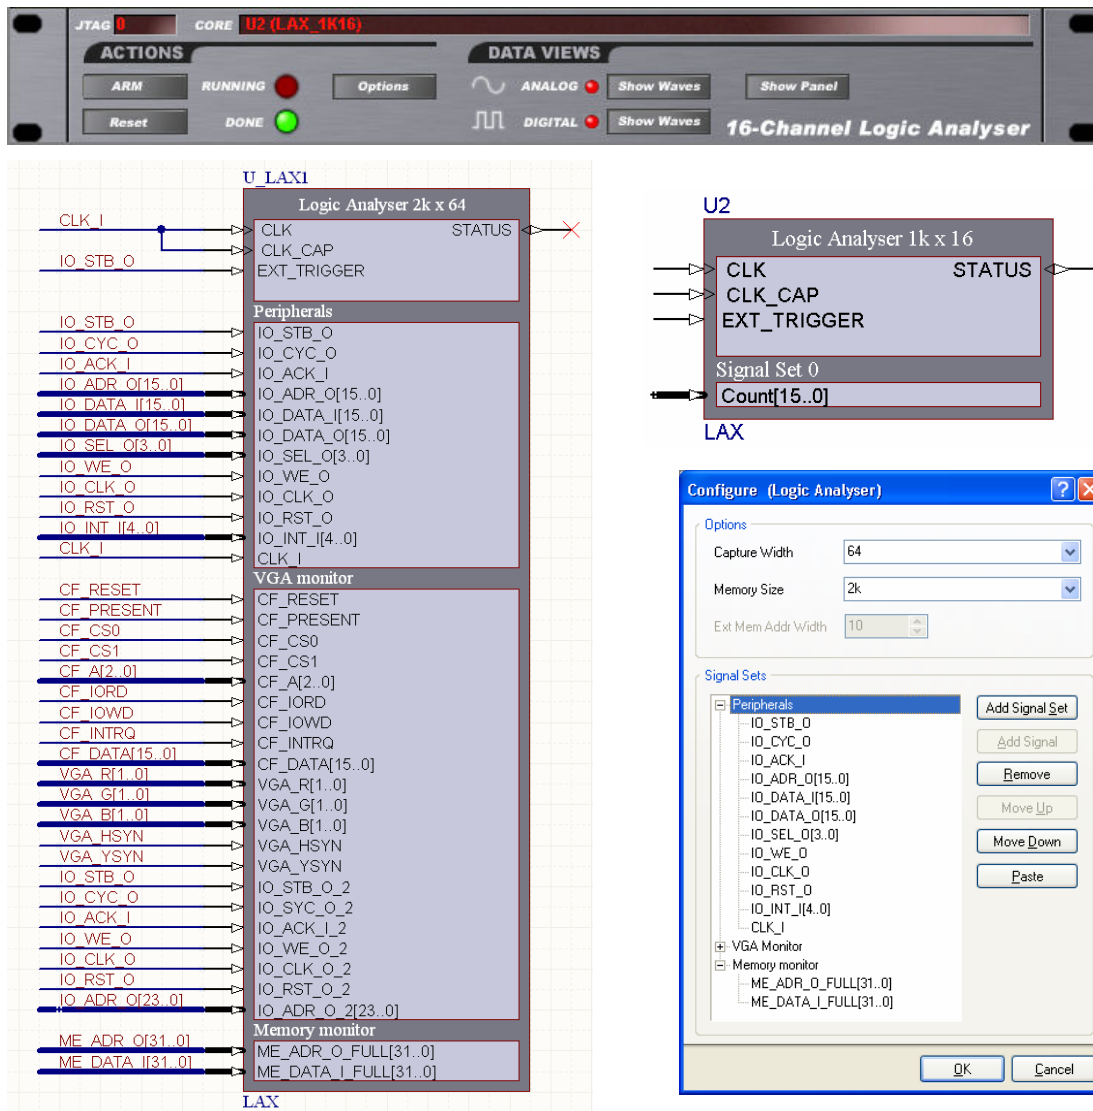 JTAG 0 CORE U2 (LAX_1K16)
ACTIONS
DATA VIEWS
ARM RUNNING Options ANALOG Show Waves Show Panel
Reset DONE DIGITAL Show Waves 16-Channel Logic Analyser
U_LAX1
Logic Analyser 2k x 64
CLK_I CLK STATUS
CLK_CAP
IO_STB_O EXT_TRIGGER
Peripherals
IO_STB_O IO_STB_O
IO_CYC_O IO_CYC_O
IO_ACK_I IO_ACK_I
IO_ADR_O[15..0] IO_ADR_O[15..0]
IO_DATA_I[15..0] IO_DATA_I[15..0]
IO_DATA_O[15..0] IO_DATA_O[15..0]
IO_SEL_O[3..0] IO_SEL_O[3..0]
IO_WE_O IO_WE_O
IO_CLK_O IO_CLK_O
IO_RST_O IO_RST_O
IO_INT_I[4..0] IO_INT_I[4..0]
CLK_I CLK_I
VGA monitor
CF_RESET CF_RESET
CF_PRESENT CF_PRESENT
CF_CS0 CF_CS0
CF_CS1 CF_CS1
CF_A[2..0] CF_A[2..0]
CF_IORD CF_IORD
CF_IOWD CF_IOWD
CF_INTRQ CF_INTRQ
CF_DATA[15..0] CF_DATA[15..0]
VGA_R[1..0] VGA_R[1..0]
VGA_G[1..0] VGA_G[1..0]
VGA_B[1..0] VGA_B[1..0]
VGA_HSYN VGA_HSYN
VGA_YSYN VGA_YSYN
IO_STB_O IO_STB_O_2
IO_CYC_O IO_SYC_O_2
IO_ACK_I IO_ACK_I_2
IO_WE_O IO_WE_O_2
IO_CLK_O IO_CLK_O_2
IO_RST_O IO_RST_O_2
IO_ADR_O[23..0] IO_ADR_O_2[23..0]
Memory monitor
ME_ADR_O[31..0] ME_ADR_O_FULL[31..0]
ME_DATA_I[31..0] ME_DATA_I_FULL[31..0]
LAX
U2
Logic Analyser 1k x 16
CLK STATUS
CLK_CAP
EXT_TRIGGER
Signal Set 0
Count[15..0]
LAX
Configure (Logic Analyser)
Options
Capture Width 64
Memory Size 2k
Ext Mem Addr Width 10
Signal Sets
Peripherals
IO_STB_O
IO_CYC_O
IO_ACK_I
IO_ADR_O[15..0]
IO_DATA_I[15..0]
IO_DATA_O[15..0]
IO_SEL_O[3..0]
IO_WE_O
IO_CLK_O
IO_RST_O
IO_INT_I[4..0]
CLK_I
VGA Monitor
Memory monitor
ME_ADR_O_FULL[31..0]
ME_DATA_I_FULL[31..0]
Add Signal Set
Add Signal
Remove
Move Up
Move Down
Paste
OK Cancel